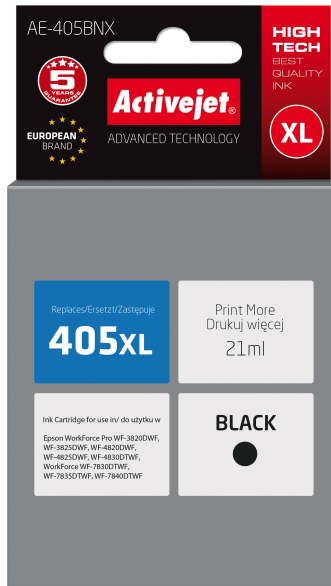 AE-405BNX
HIGH
TECH
BEST
QUALITY
INK
XL
5
YEARS
GUARANTEE
Activejet®
EUROPEAN
BRAND
ADVANCED TECHNOLOGY
Replaces/Ersetzt/Zastępuje
405XL
Print More
Drukuj więcej
21ml
Ink Cartridge for use in/ do użytku w
Epson WorkForce Pro WF-3820DWF,
WF-3825DWF, WF-4820DWF,
WF-4825DWF, WF-4830DTWF,
WorkForce WF-7830DTWF,
WF-7835DTWF, WF-7840DTWF
BLACK